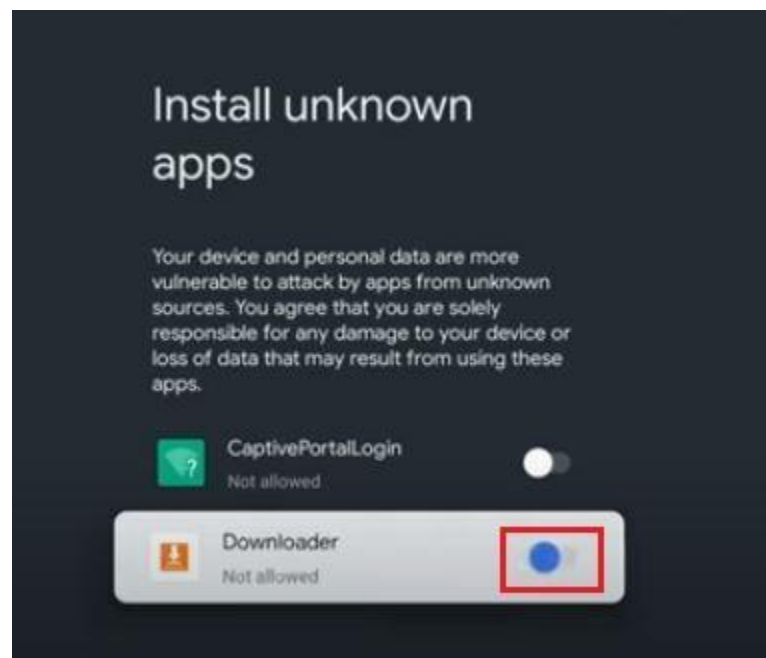 Install unknown
apps
Your device and personal data are more
vulnerable to attack by apps from unknown
sources. You agree that you are solely
responsible for any damage to your device or
loss of data that may result from using these
apps.
?
CaptivePortalLogin
Not allowed
Downloader
Not allowed